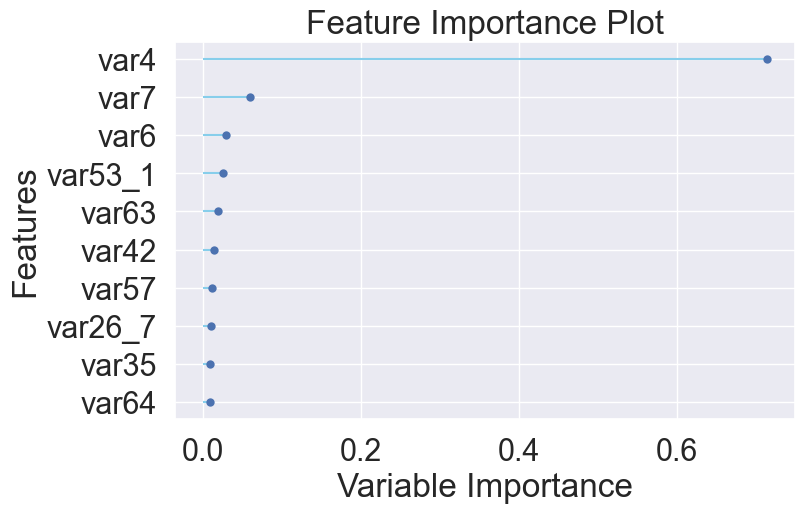 Feature Importance Plot
Features
var4
var7
var6
var53_1
var63
var42
var57
var26_7
var35
var64
0.0 0.2 0.4 0.6
Variable Importance